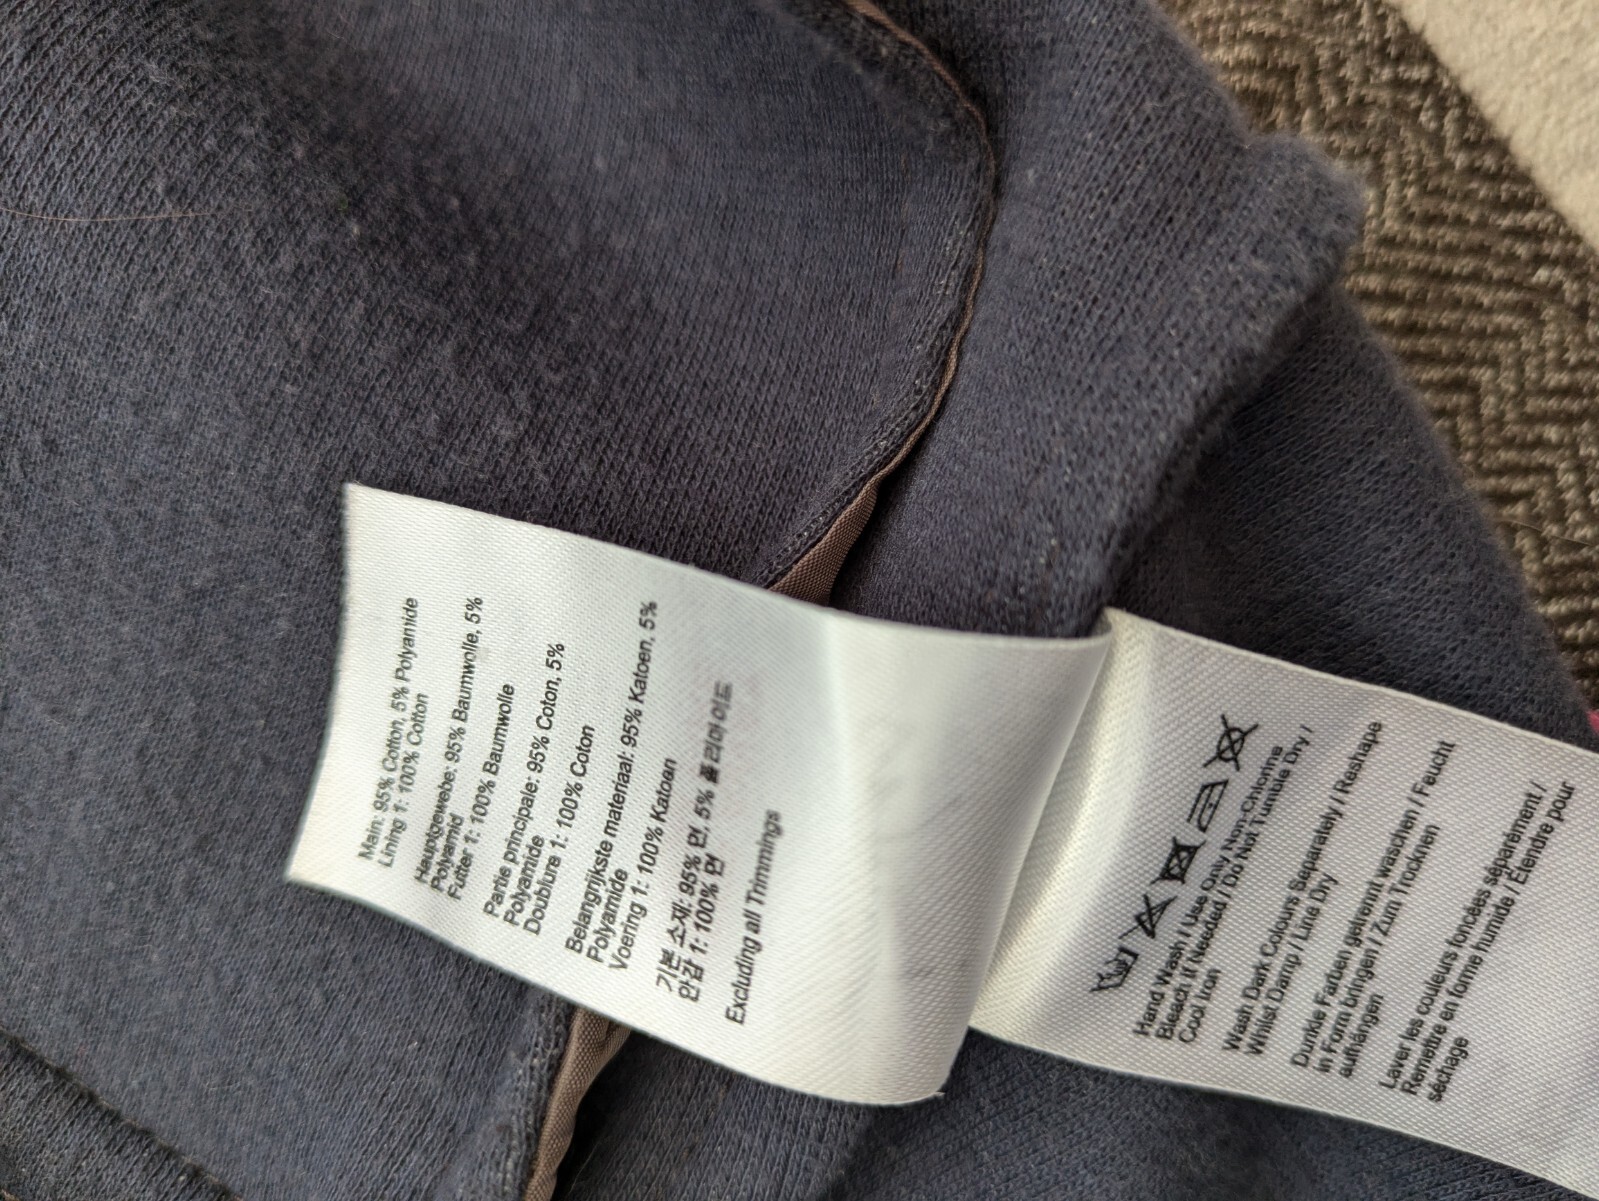 Main: 95% Cotton, 5% Polyamide
Lining 1: 100% Cotton
Hauptgewebe: 95% Baumwolle, 5%
Polyamid
Futter 1: 100% Baumwolle
Partie principale: 95% Coton, 5%
Polyamide
Doublure 1: 100% Coton
Belangrijkste materiaal: 95% Katoen, 5%
Polyamide
Voering 1: 100% Katoen
기본 소재: 95% 면, 5% 폴리아미드
안감 1: 100% 면
Excluding all Trimmings
Hand Wash / Use Only Non-Chlorine
Bleach if Needed / Do Not Tumble Dry /
Cool Iron
Wash Dark Colours Separately / Reshape
Whilst Damp / Line Dry
Dunkle Farben getrennt waschen / Feucht
in Form bringen / Zum Trocknen
aufhängen
Laver les couleurs foncées séparément /
Remettre en forme humide / Étendre pour
séchage